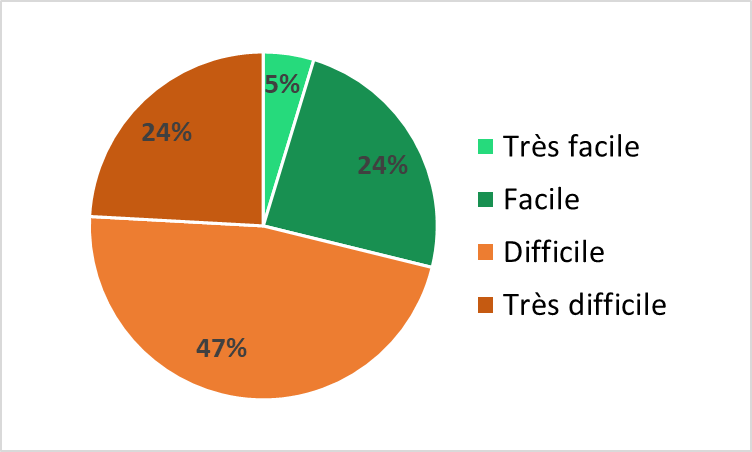 5%
24%
24%
47%
Très facile
Facile
Difficile
Très difficile